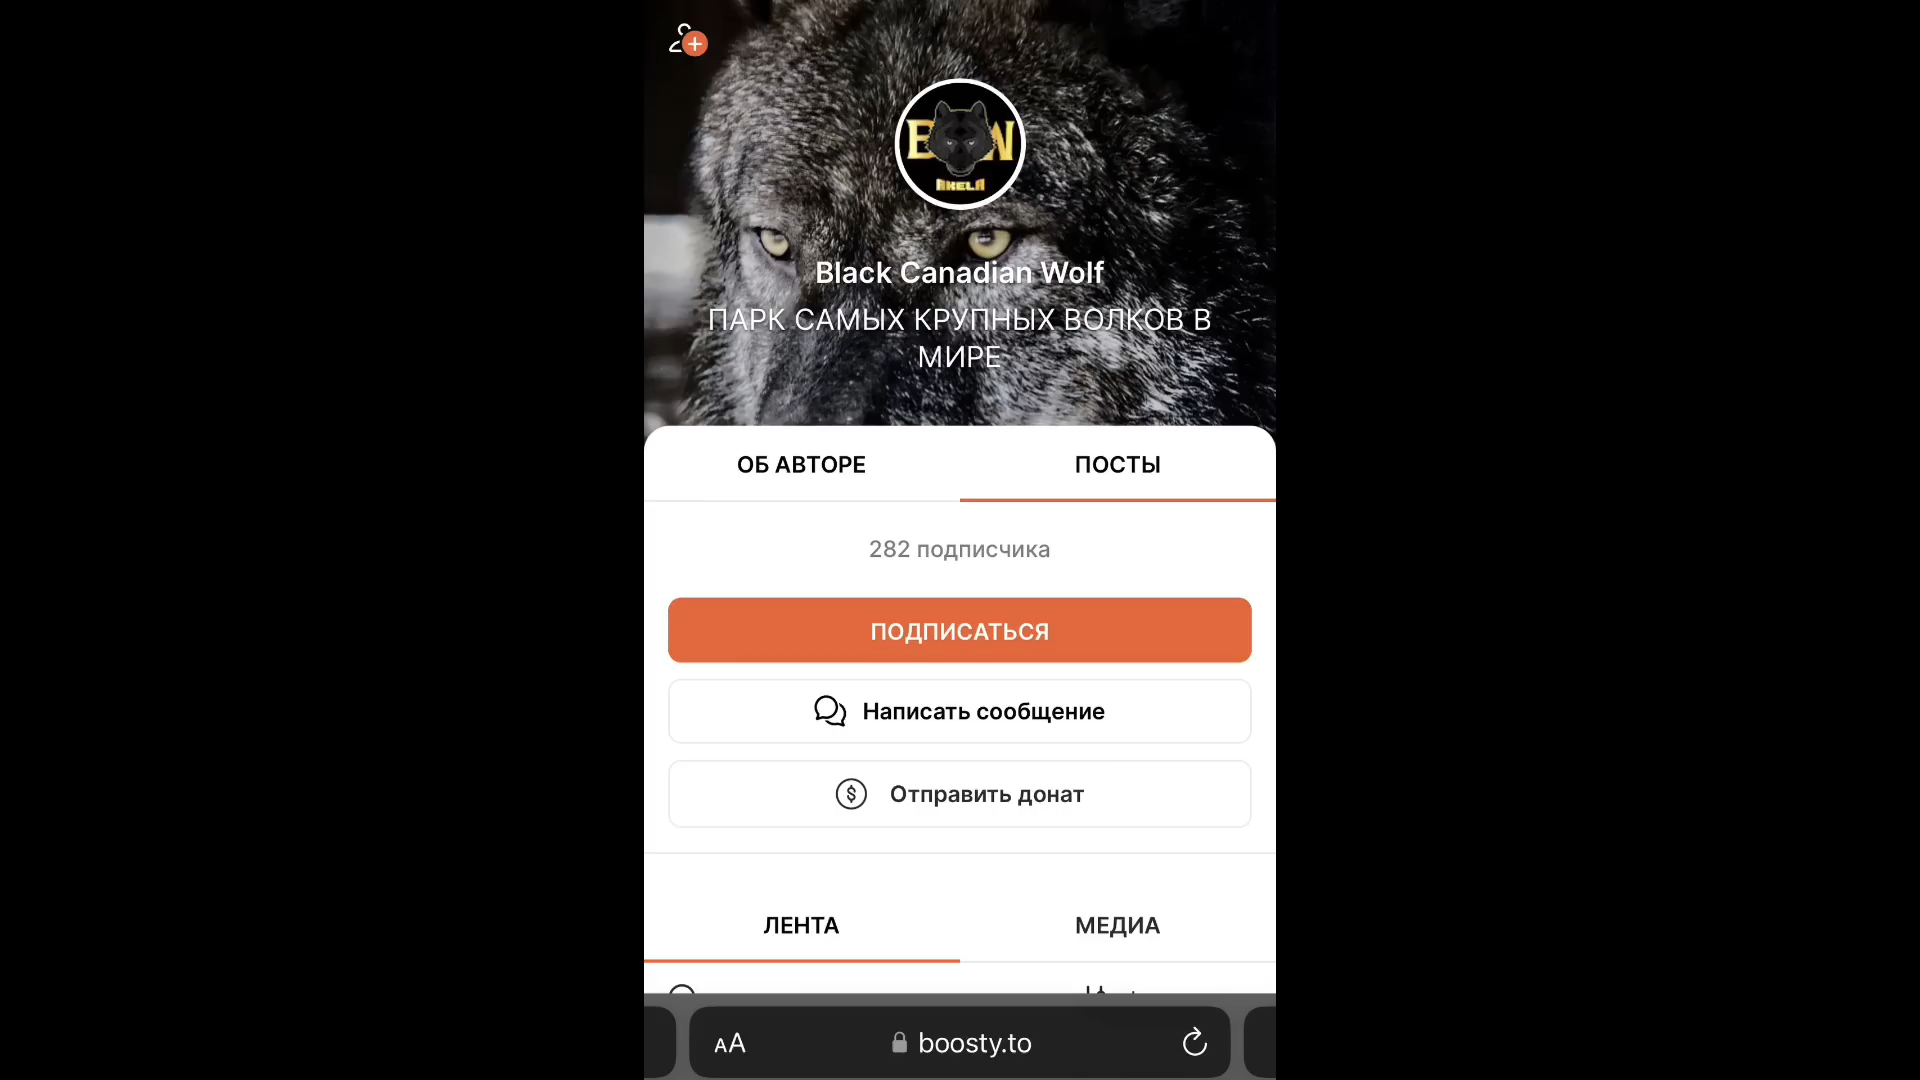 B W
AKELA
Black Canadian Wolf
ПАРК САМЫХ КРУПНЫХ ВОЛКОВ В
МИРЕ
ОБ АВТОРЕ
ПОСТЫ
282 подписчика
ПОДПИСАТЬСЯ
Написать сообщение
$
Отправить донат
ЛЕНТА
МЕДИА
AA
boosty.to